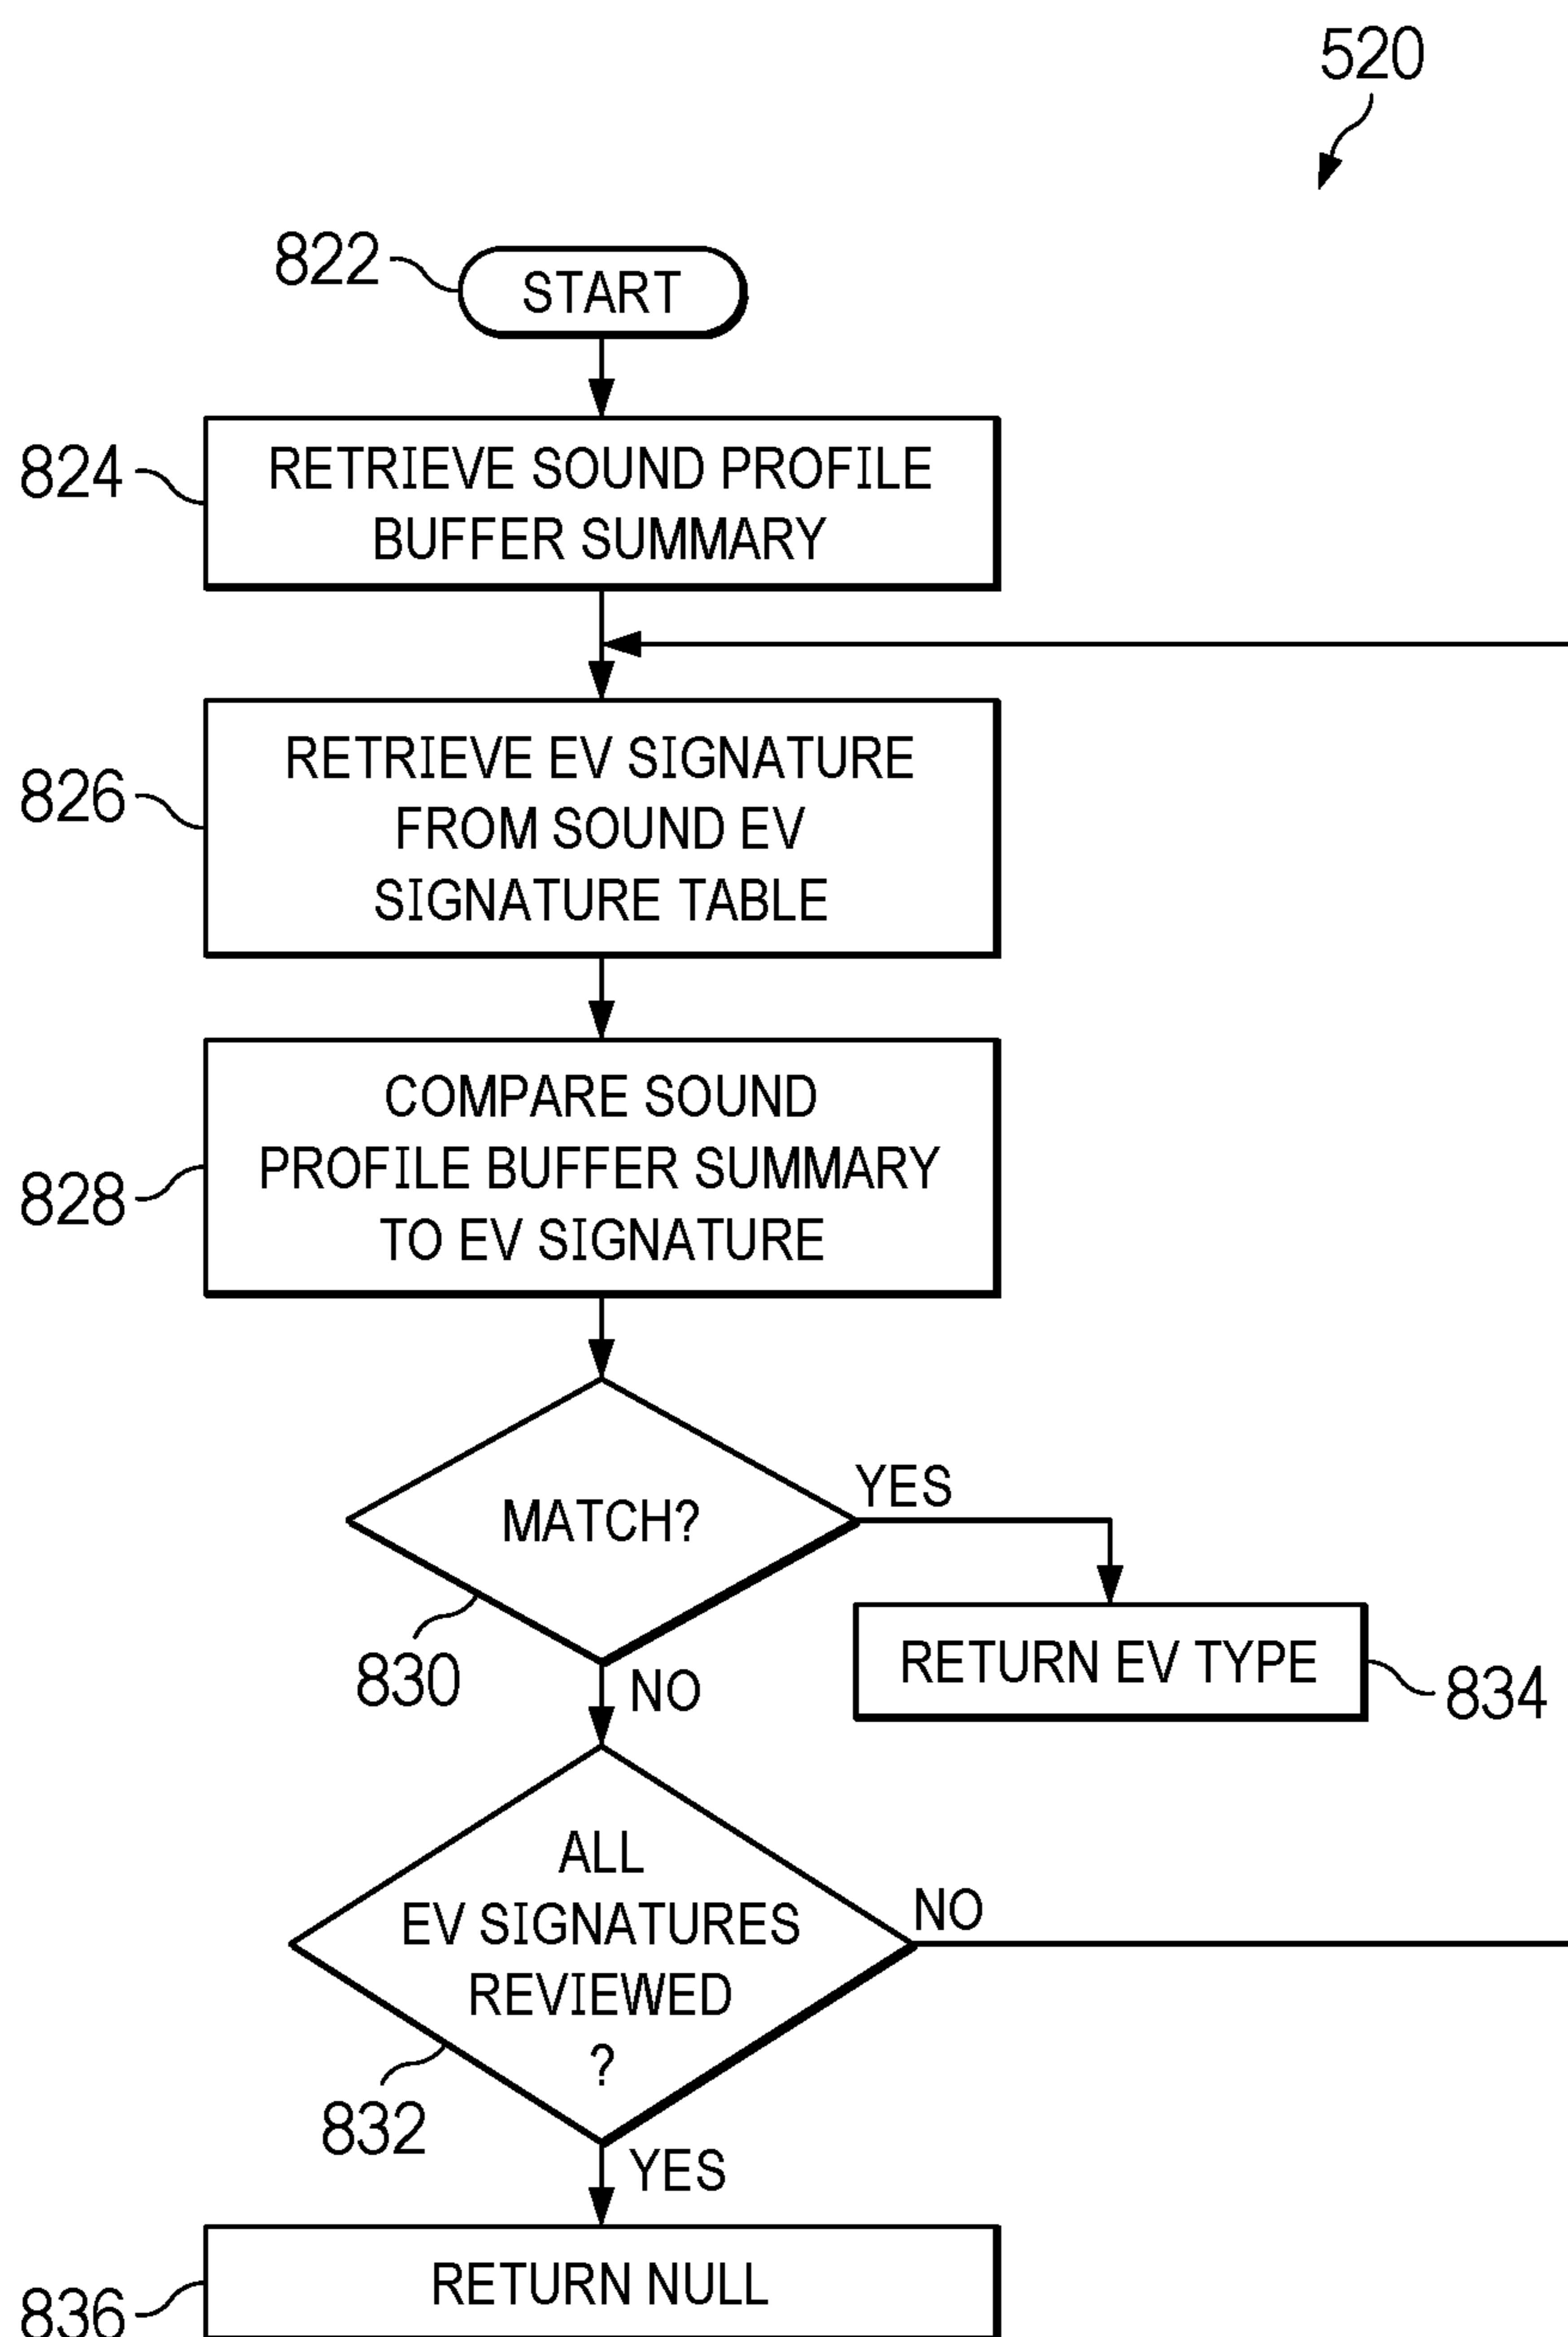 520
822
START
824
RETRIEVE SOUND PROFILE
BUFFER SUMMARY
826
RETRIEVE EV SIGNATURE
FROM SOUND EV
SIGNATURE TABLE
828
COMPARE SOUND
PROFILE BUFFER SUMMARY
TO EV SIGNATURE
MATCH?
YES
830
NO
RETURN EV TYPE
834
ALL
EV SIGNATURES
REVIEWED
?
NO
832
YES
836
RETURN NULL